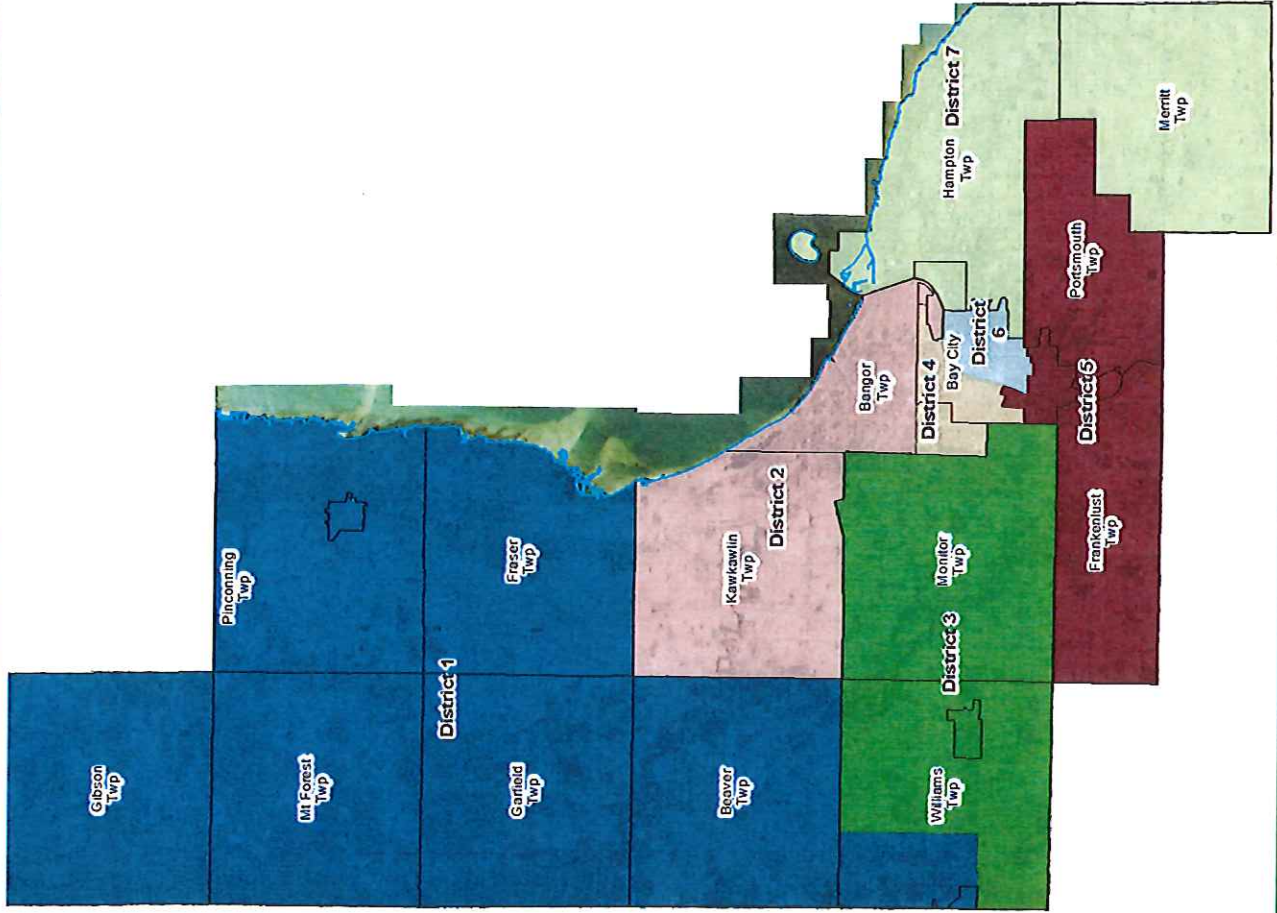 Gibson
Twp
Mt Forest
Twp
Pinconning
Twp
District 1
Garfield
Twp
Fraser
Twp
Beaver
Twp
Kawkawlin
Twp
District 2
Bangor
Twp
Williams
Twp
District 3
Monitor
Twp
District 4
Bay City
District
6
Hampton
Twp
District 7
Frankenlust
Twp
District 5
Portsmouth
Twp
Merritt
Twp